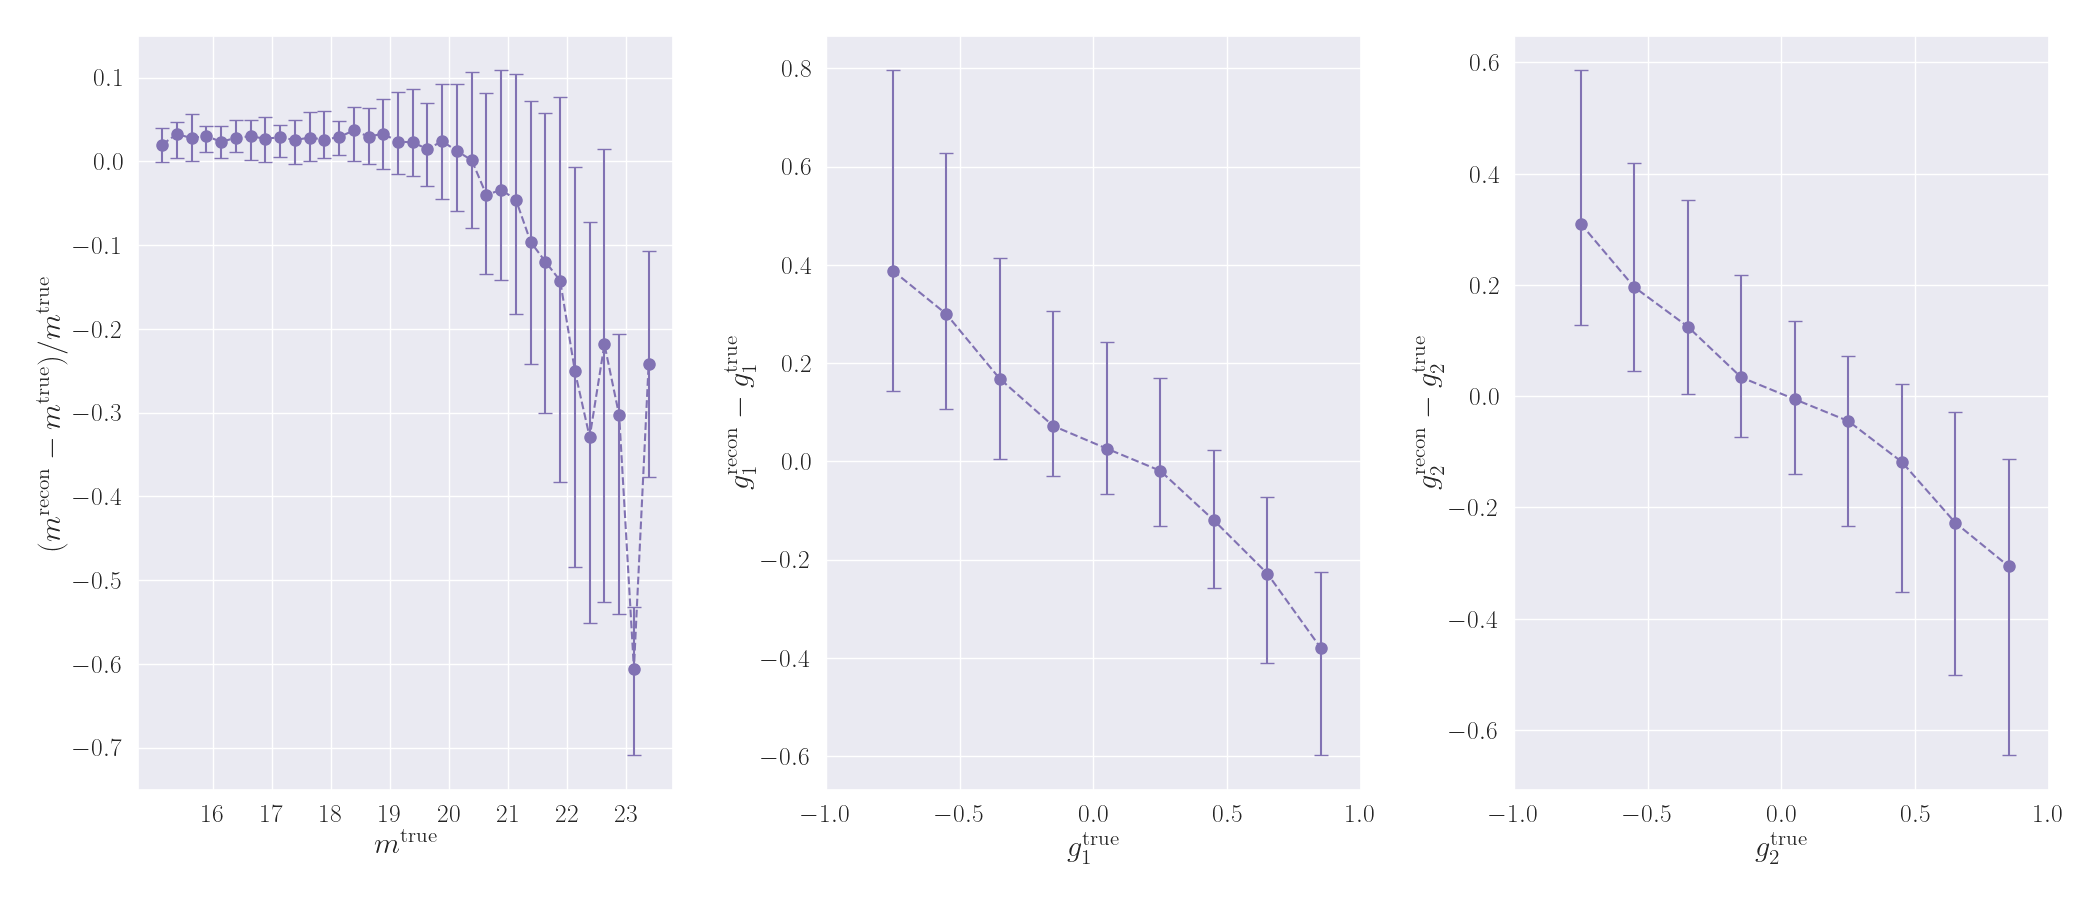 0.1
0.0
−0.1
−0.2
−0.3
−0.4
−0.5
−0.6
−0.7
(m^recon − m^true)/m^true
16 17 18 19 20 21 22 23
m^true
0.8
0.6
0.4
0.2
0.0
−0.2
−0.4
−0.6
g_1^recon − g_1^true
−1.0 −0.5 0.0 0.5 1.0
g_1^true
0.6
0.4
0.2
0.0
−0.2
−0.4
−0.6
g_2^recon − g_2^true
−1.0 −0.5 0.0 0.5 1.0
g_2^true